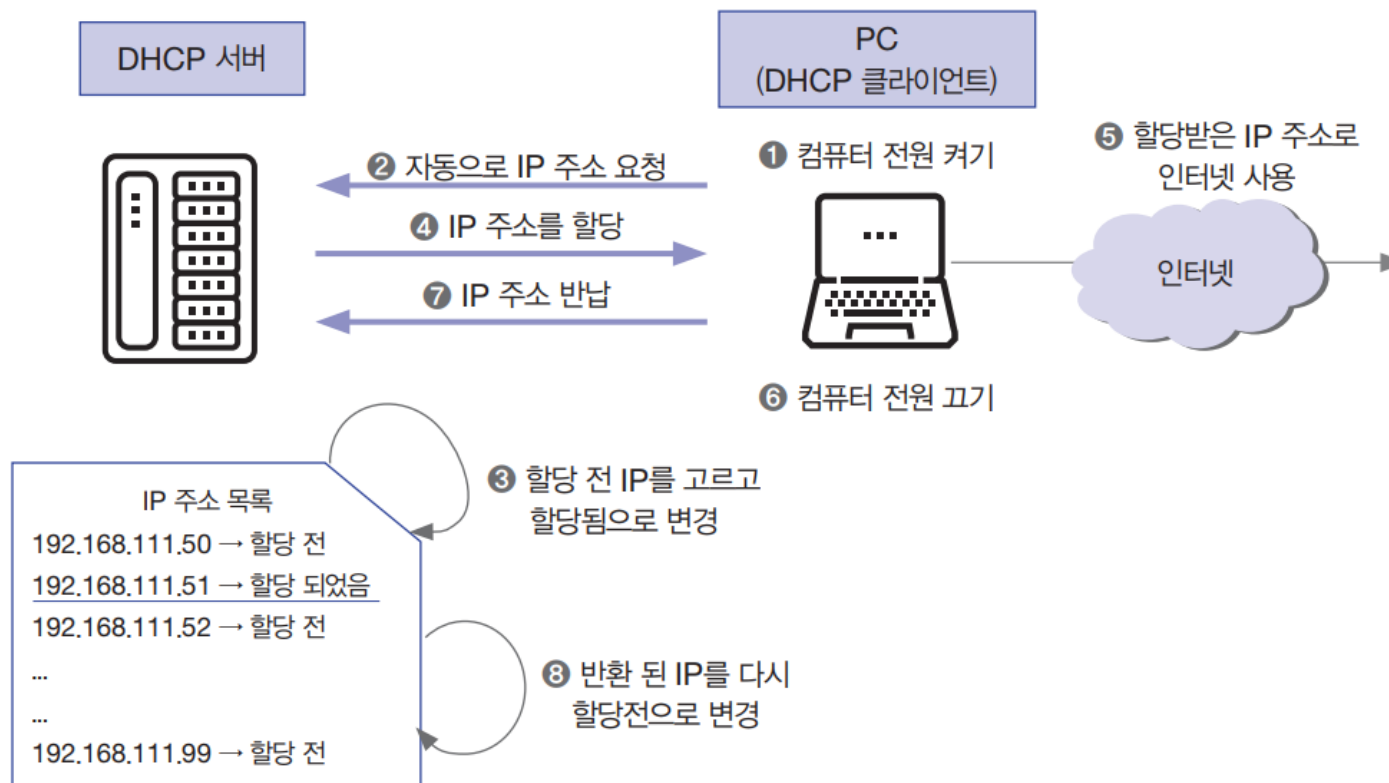 DHCP 서버
PC
(DHCP 클라이언트)
❶ 컴퓨터 전원 켜기
❺ 할당받은 IP 주소로
인터넷 사용
❷ 자동으로 IP 주소 요청
❹ IP 주소를 할당
❼ IP 주소 반납
인터넷
❻ 컴퓨터 전원 끄기
❸ 할당 전 IP를 고르고
할당됨으로 변경
IP 주소 목록
192.168.111.50 → 할당 전
192.168.111.51 → 할당 되었음
192.168.111.52 → 할당 전
...
...
192.168.111.99 → 할당 전
❽ 반환 된 IP를 다시
할당전으로 변경